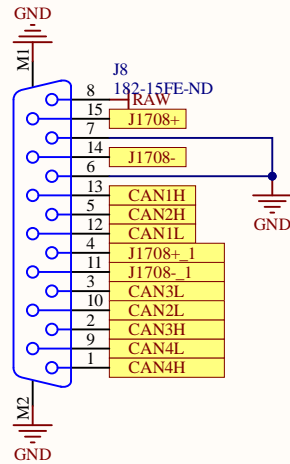 GND
M1
J8
182-15FE-ND
8 RAW
15 J1708+
7
14 J1708-
6
13 CAN1H
GND
5 CAN2H
12 CAN1L
4 J1708+_1
11 J1708-_1
3 CAN3L
10 CAN2L
2 CAN3H
9 CAN4L
1 CAN4H
M2
GND